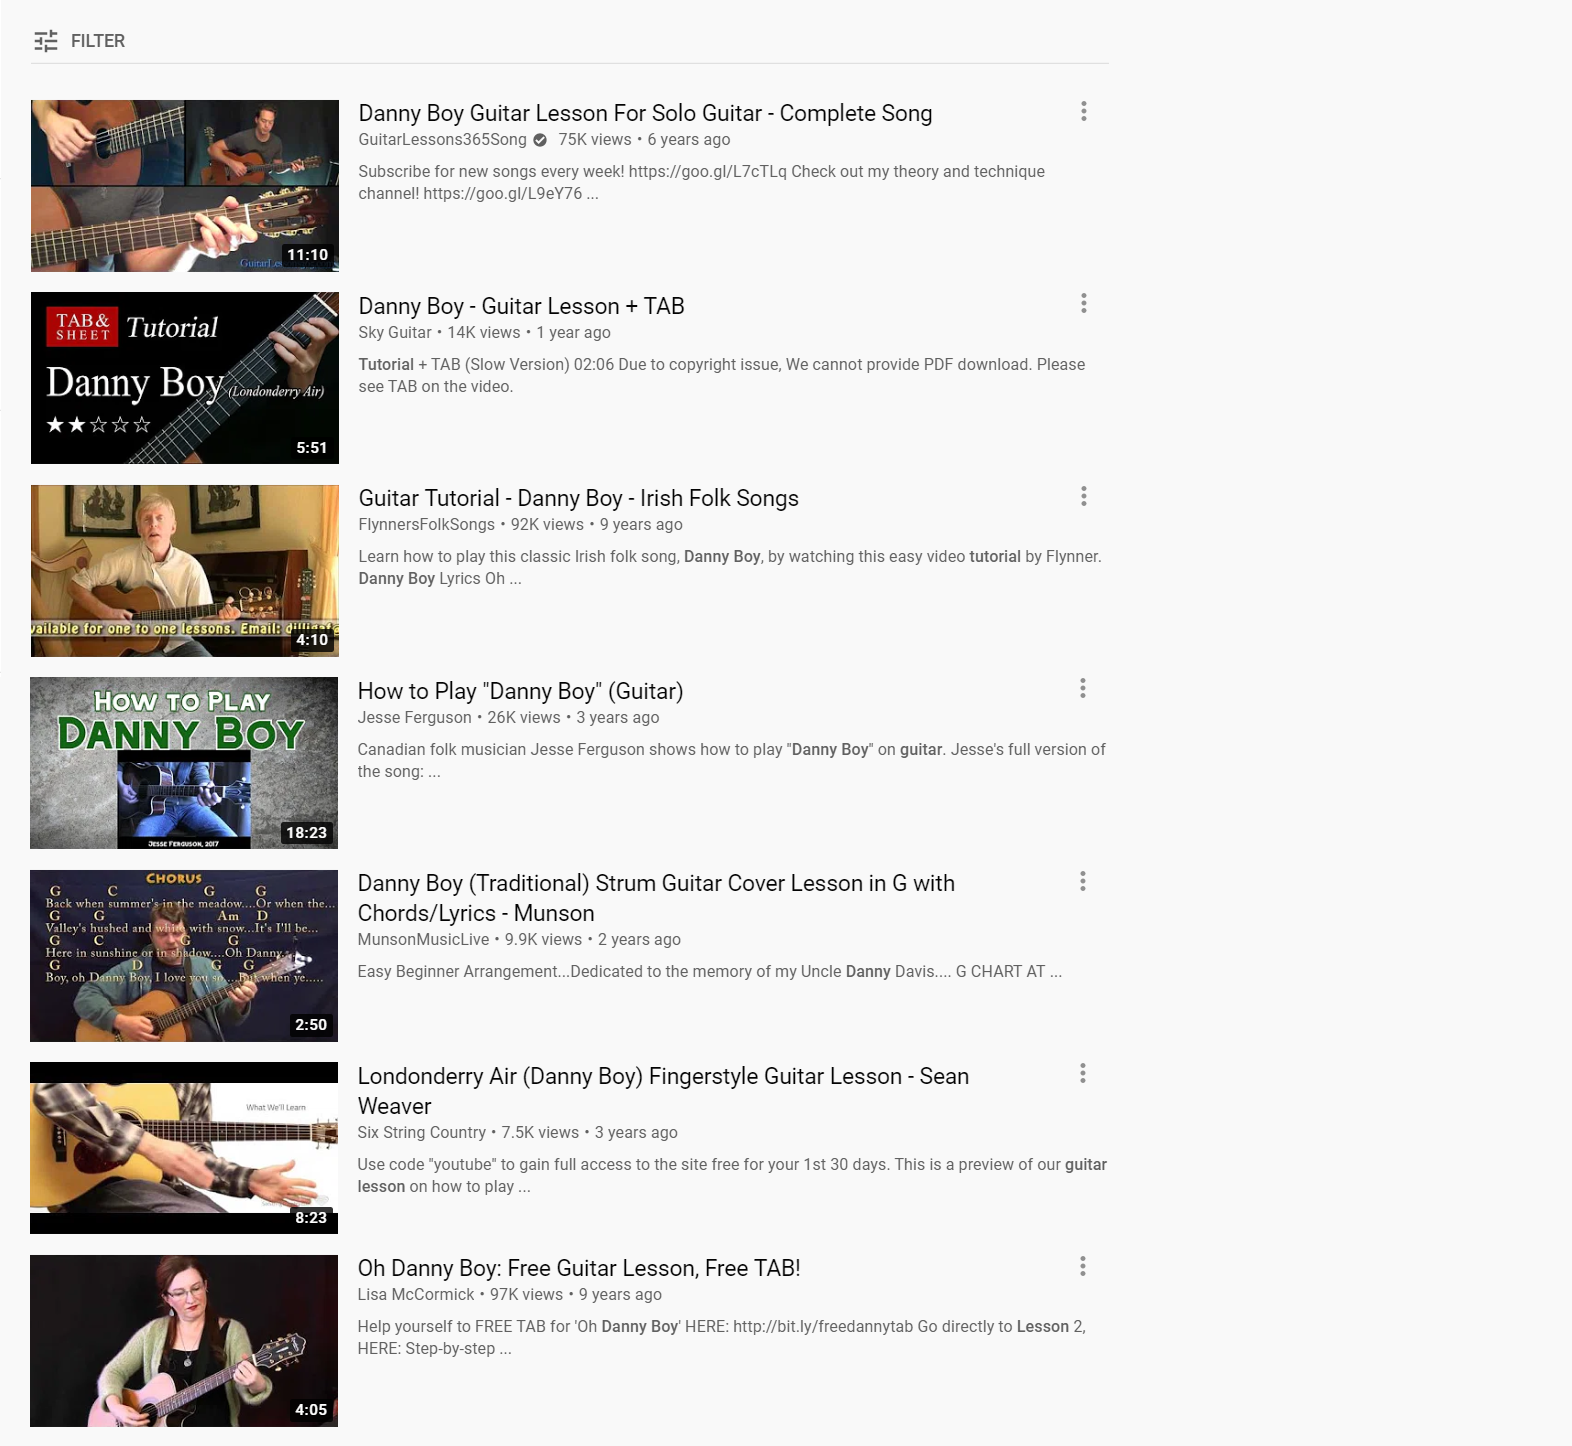 FILTER
Danny Boy Guitar Lesson For Solo Guitar - Complete Song
GuitarLessons365Song 75K views • 6 years ago
Subscribe for new songs every week! https://goo.gl/L7cTLq Check out my theory and technique
channel! https://goo.gl/L9eY76 ...
11:10
TAB&
SHEET
Tutorial
Danny Boy (Londonderry Air)
★★☆☆☆
5:51
Danny Boy - Guitar Lesson + TAB
Sky Guitar • 14K views • 1 year ago
Tutorial + TAB (Slow Version) 02:06 Due to copyright issue, We cannot provide PDF download. Please
see TAB on the video.
for one to one lessons. Email:
4:10
Guitar Tutorial - Danny Boy - Irish Folk Songs
FlynnersFolkSongs • 92K views • 9 years ago
Learn how to play this classic Irish folk song, Danny Boy, by watching this easy video tutorial by Flynner.
Danny Boy Lyrics Oh ...
HOW TO PLAY
DANNY BOY
JESSE FERGUSON, 2017
18:23
How to Play "Danny Boy" (Guitar)
Jesse Ferguson • 26K views • 3 years ago
Canadian folk musician Jesse Ferguson shows how to play "Danny Boy" on guitar. Jesse's full version of
the song: ...
CHORUS
G C G G
Back when summer's in the meadow....Or when the...
G G Am D
Valley's hushed and white with snow...It's I'll be...
G C G G
Here in sunshine or in shadow....Oh Danny..
G D G G
Boy, oh Danny Boy, I love you so....But when ye.....
2:50
Danny Boy (Traditional) Strum Guitar Cover Lesson in G with
Chords/Lyrics - Munson
MunsonMusicLive • 9.9K views • 2 years ago
Easy Beginner Arrangement...Dedicated to the memory of my Uncle Danny Davis.... G CHART AT ...
What We'll Learn
8:23
Londonderry Air (Danny Boy) Fingerstyle Guitar Lesson - Sean
Weaver
Six String Country • 7.5K views • 3 years ago
Use code "youtube" to gain full access to the site free for your 1st 30 days. This is a preview of our guitar
lesson on how to play ...
4:05
Oh Danny Boy: Free Guitar Lesson, Free TAB!
Lisa McCormick • 97K views • 9 years ago
Help yourself to FREE TAB for 'Oh Danny Boy' HERE: http://bit.ly/freedannytab Go directly to Lesson 2,
HERE: Step-by-step ...